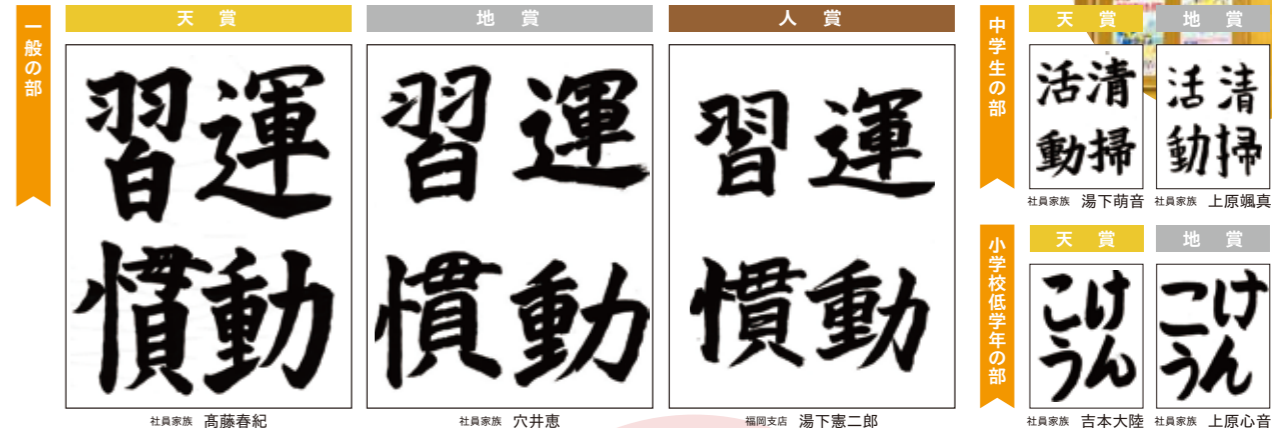 一般の部
天賞
運動
習慣
社員家族 髙藤春紀
地賞
運動
習慣
社員家族 穴井恵
人賞
運動
習慣
福岡支店 湯下憲二郎
中学生の部
天賞
清掃
活動
社員家族 湯下萌音
地賞
清掃
活動
社員家族 上原颯真
小学校低学年の部
天賞
けん
こう
社員家族 吉本大陸
地賞
けん
こう
社員家族 上原心音